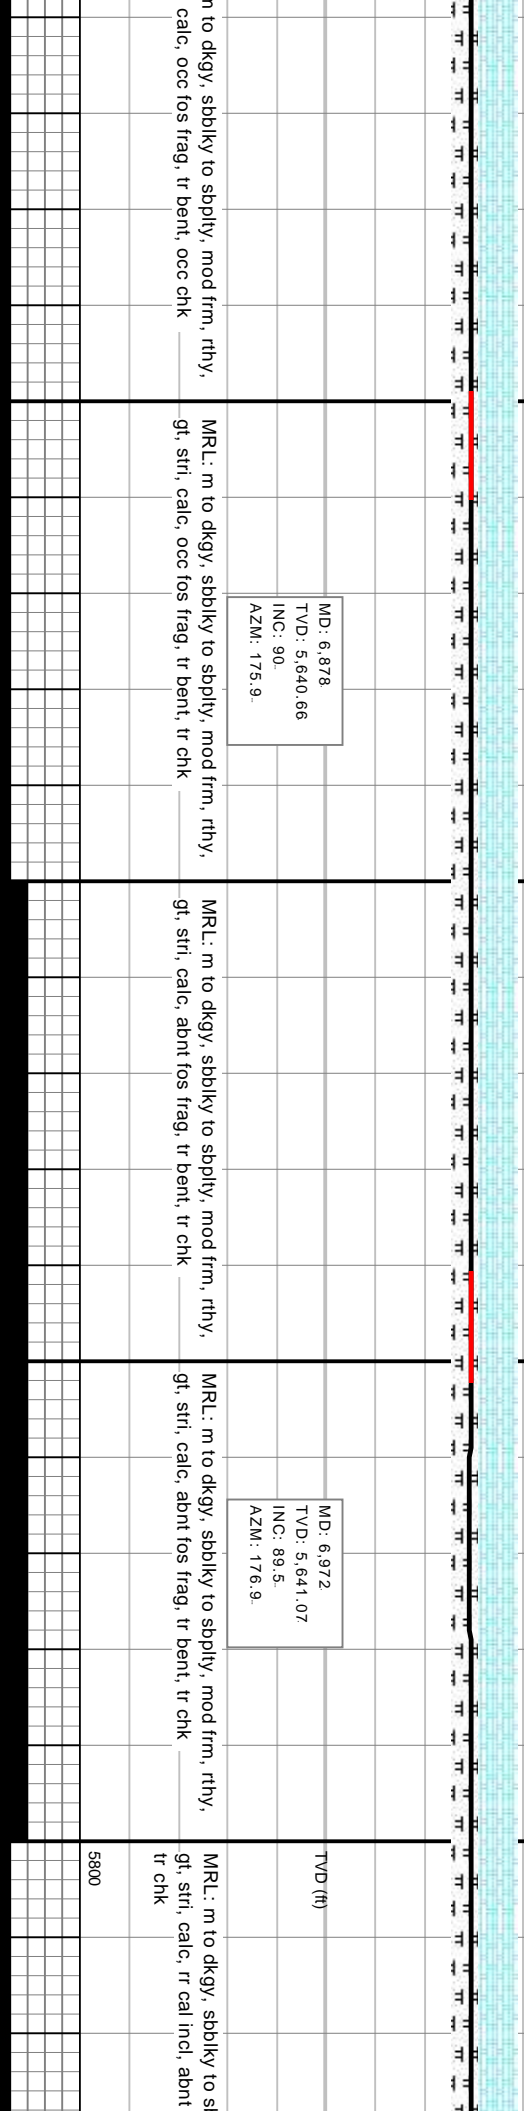 m to dkgy, sbblky to sbplty, mod frm, rthy,
calc, occ fos frag, tr bent, occ chk
MRL: m to dkgy, sbblky to sbplty, mod frm, rthy,
gt, stri, calc, occ fos frag, tr bent, tr chk
MD: 6,878
TVD: 5,640.66
INC: 90
AZM: 175.9
MRL: m to dkgy, sbblky to sbplty, mod frm, rthy,
gt, stri, calc, abnt fos frag, tr bent, tr chk
MRL: m to dkgy, sbblky to sbplty, mod frm, rthy,
gt, stri, calc, abnt fos frag, tr bent, tr chk
MD: 6,972
TVD: 5,641.07
INC: 89.5
AZM: 176.9
TVD (ft)
MRL: m to dkgy, sbblky to
gt, stri, calc, rr cal incl, abnt
tr chk
5800